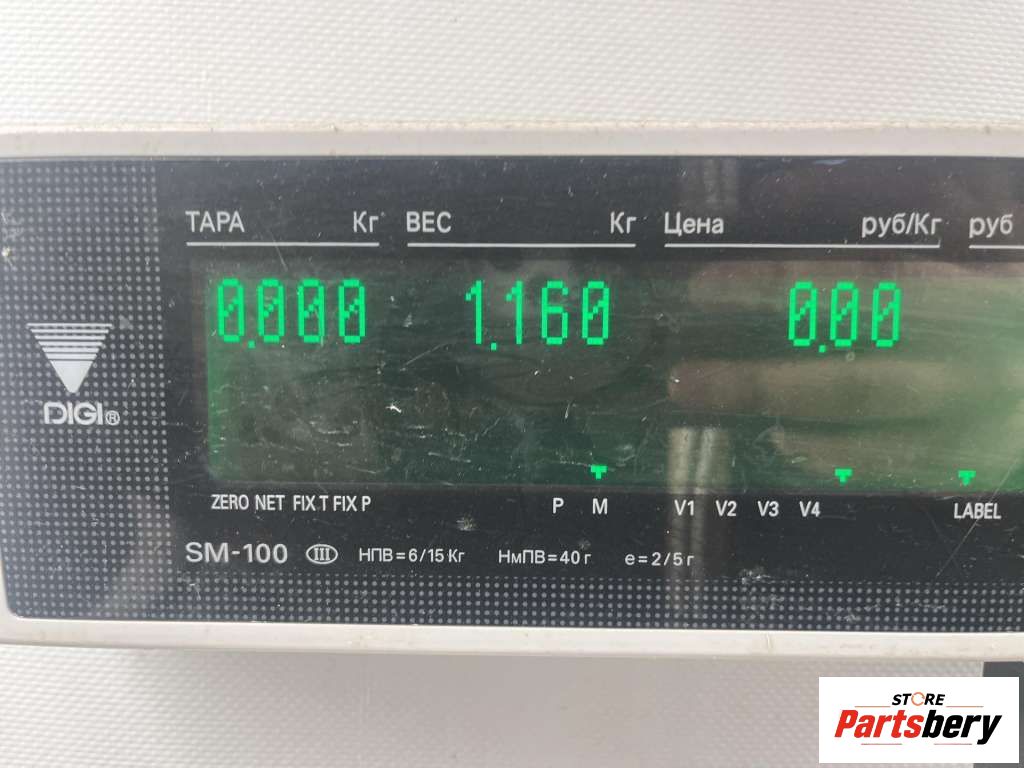 ТАРА Кг ВЕС Кг Цена руб/Кг руб
0.000 1.160 0.00
DIGI®
ZERO NET FIX T FIX P P M V1 V2 V3 V4 LABEL
SM-100 III НПВ=6/15 Кг НмПВ=40 г e=2/5 г
STORE
Partsbery